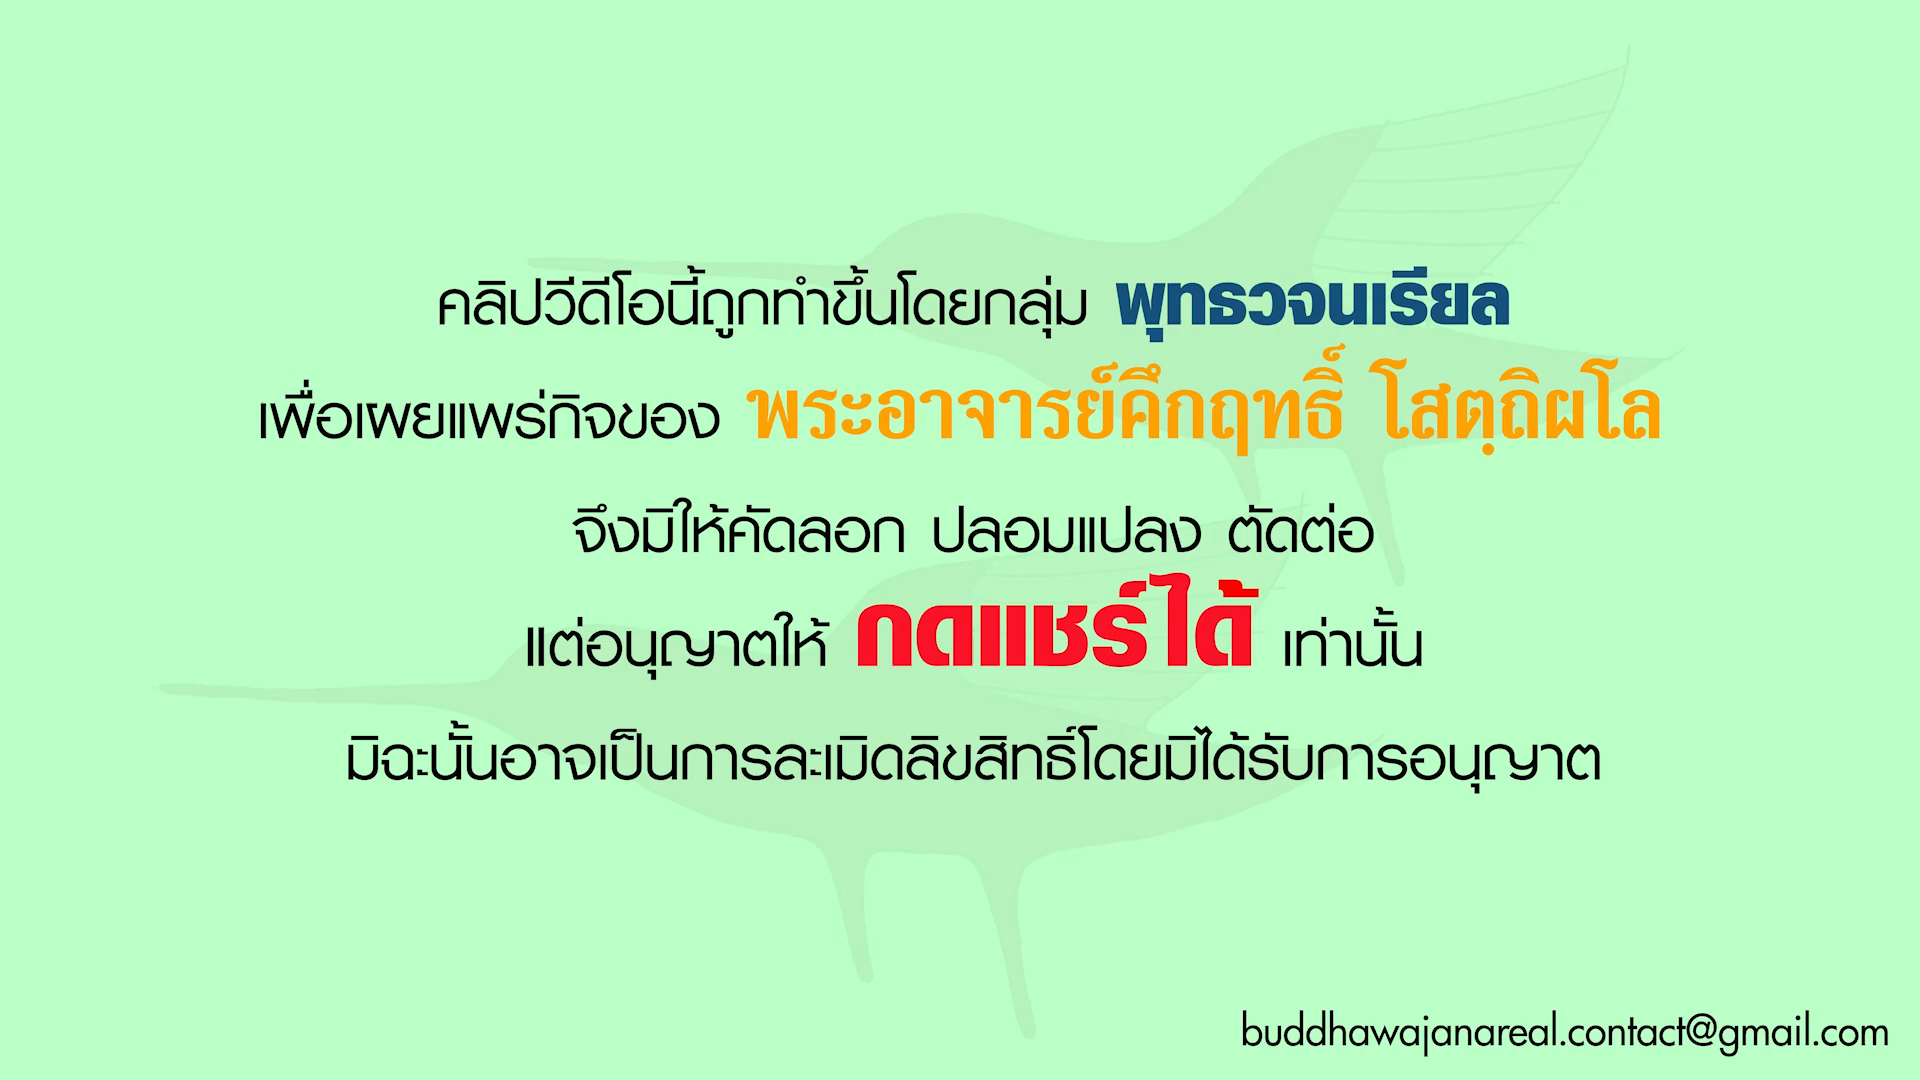 คลิปวีดีโอนี้ถูกทำขึ้นโดยกลุ่ม พุทธวจนเรียล
เพื่อเผยแพร่กิจของ พระอาจารย์คึกฤทธิ์ โสตฺถิผโล
จึงมิให้คัดลอก ปลอมแปลง ตัดต่อ
แต่อนุญาตให้ กดแชร์ได้ เท่านั้น
มิฉะนั้นอาจเป็นการละเมิดลิขสิทธิ์โดยมิได้รับการอนุญาต
buddhawajanareal.contact@gmail.com